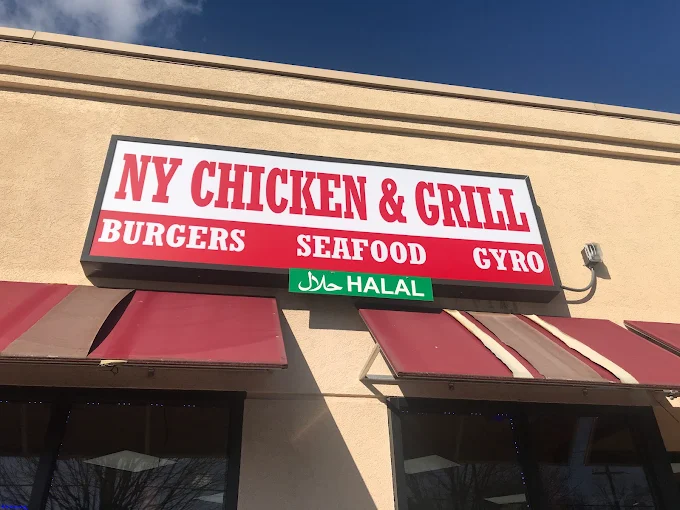 NY CHICKEN & GRILL
BURGERS SEAFOOD GYRO
حلال HALAL